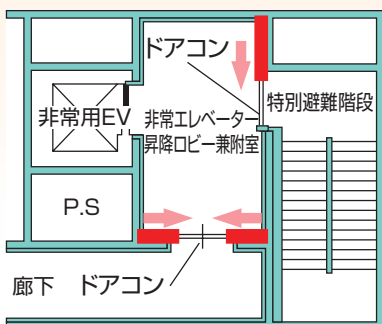 ドアコン
非常用EV
非常エレベーター
昇降ロビー兼附室
特別避難階段
P.S
廊下
ドアコン